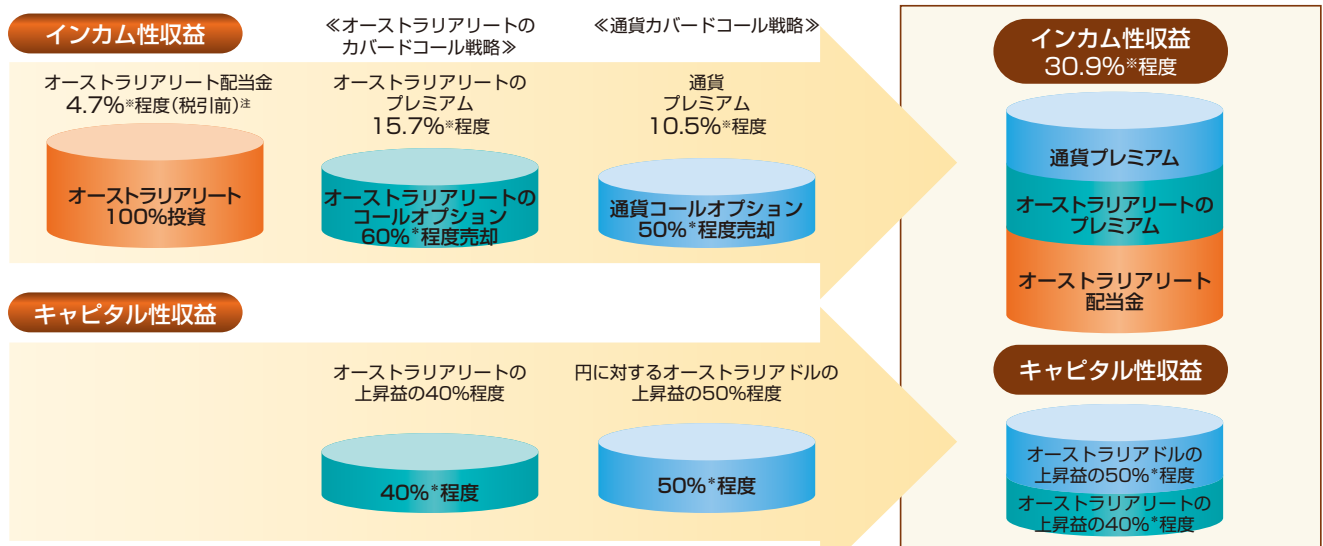 インカム性収益
≪オーストラリアリートの
カバードコール戦略≫
≪通貨カバードコール戦略≫
オーストラリアリート配当金
4.7%※程度(税引前)注
オーストラリアリート
100%投資
オーストラリアリートの
プレミアム
15.7%※程度
オーストラリアリートの
コールオプション
60%*程度売却
通貨
プレミアム
10.5%※程度
通貨コールオプション
50%*程度売却
キャピタル性収益
オーストラリアリートの
上昇益の40%程度
40%*程度
円に対するオーストラリアドルの
上昇益の50%程度
50%*程度
インカム性収益
30.9%※程度
通貨プレミアム
オーストラリアリートの
プレミアム
オーストラリアリート
配当金
キャピタル性収益
オーストラリアドルの
上昇益の50%*程度
オーストラリアリートの
上昇益の40%*程度